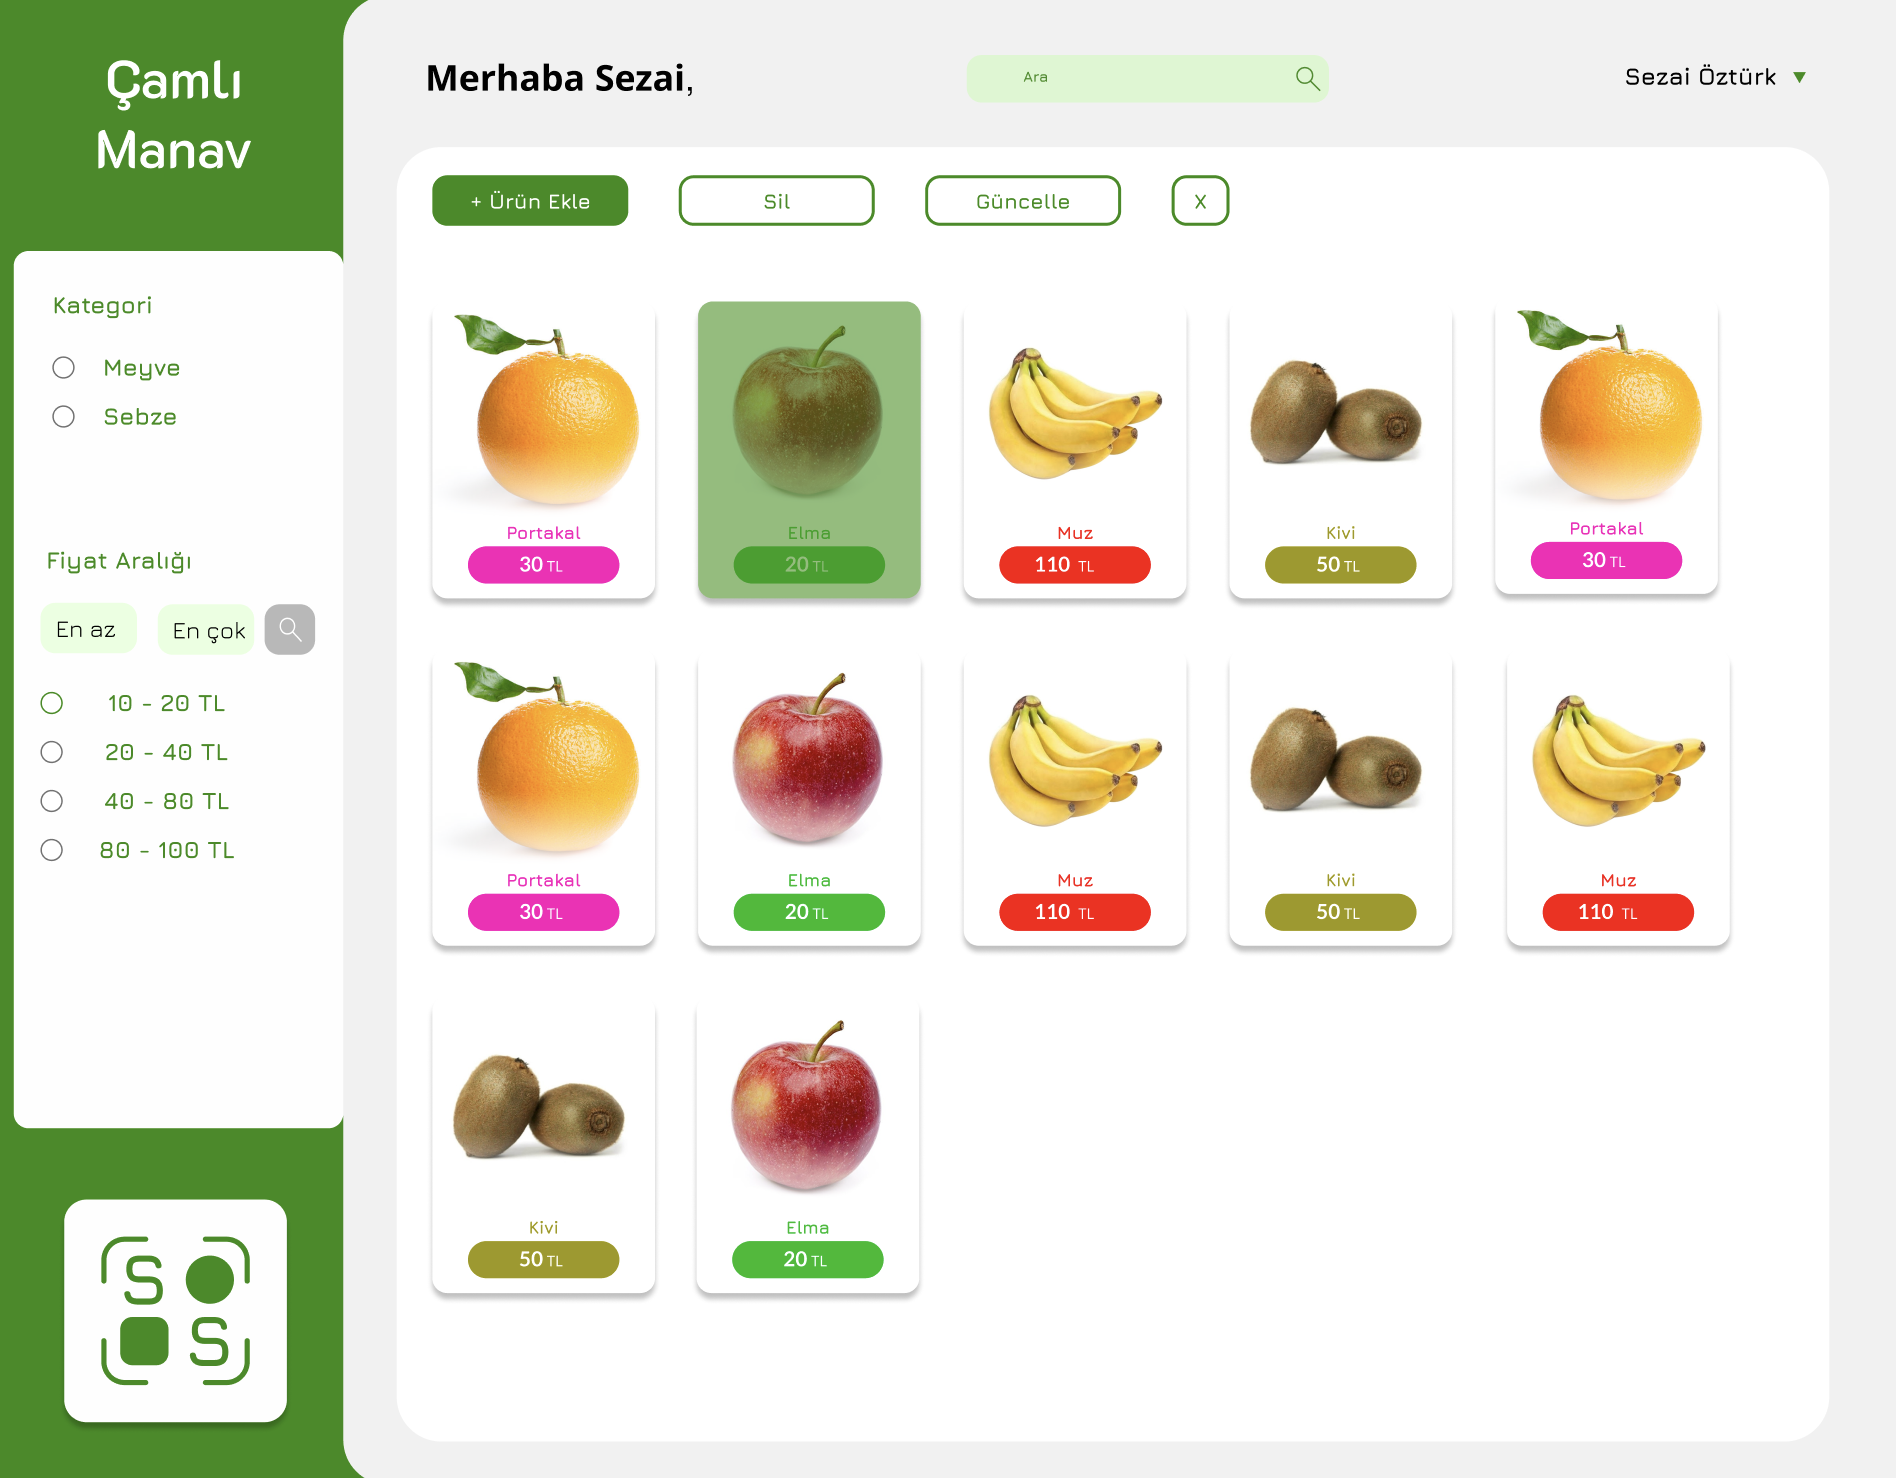 Çamlı
Manav
Merhaba Sezai,
Ara
Sezai Öztürk
+ Ürün Ekle
Sil
Güncelle
X
Kategori
Meyve
Sebze
Fiyat Aralığı
En az
En çok
10 - 20 TL
20 - 40 TL
40 - 80 TL
80 - 100 TL
Portakal
30 TL
Elma
20 TL
Muz
110 TL
Kivi
50 TL
Portakal
30 TL
Portakal
30 TL
Elma
20 TL
Muz
110 TL
Kivi
50 TL
Muz
110 TL
Kivi
50 TL
Elma
20 TL
S
S